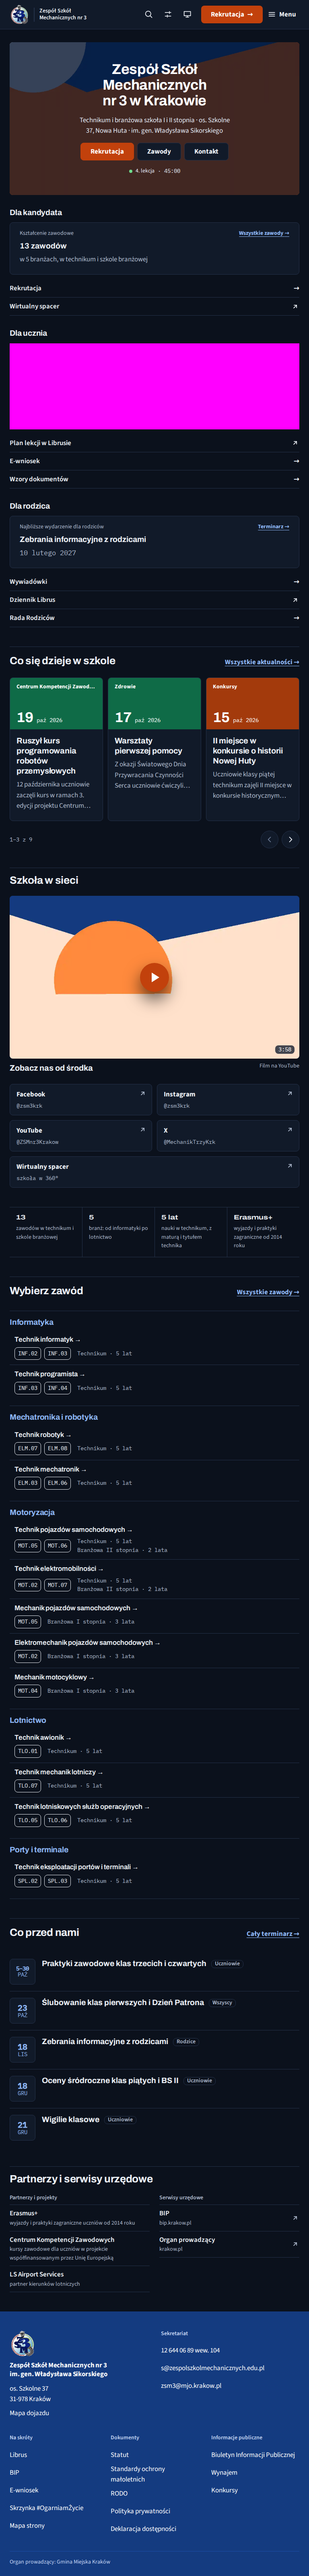 Zespół Szkół
Mechanicznych nr 3
Rekrutacja →
Menu
Zespół Szkół
Mechanicznych
nr 3 w Krakowie
Technikum i branżowa szkoła I i II stopnia · os. Szkolne
37, Nowa Huta · im. gen. Władysława Sikorskiego
Rekrutacja
Zawody
Kontakt
4. lekcja · 45:00
Dla kandydata
Kształcenie zawodowe
Wszystkie zawody →
13 zawodów
w 5 branżach, w technikum i szkole branżowej
Rekrutacja →
Wirtualny spacer ↗
Dla ucznia
Plan lekcji w Librusie ↗
E-wniosek →
Wzory dokumentów →
Dla rodzica
Najbliższe wydarzenie dla rodziców
Terminarz →
Zebrania informacyjne z rodzicami
10 lutego 2027
Wywiadówki →
Dziennik Librus ↗
Rada Rodziców →
Co się dzieje w szkole
Wszystkie aktualności →
Centrum Kompetencji Zawod…
19 paź 2026
Ruszył kurs
programowania
robotów
przemysłowych
12 października uczniowie
zaczęli kurs w ramach 3.
edycji projektu Centrum…
Zdrowie
17 paź 2026
Warsztaty
pierwszej pomocy
Z okazji Światowego Dnia
Przywracania Czynności
Serca uczniowie ćwiczyli…
Konkursy
15 paź 2026
II miejsce w
konkursie o historii
Nowej Huty
Uczniowie klasy piątej
technikum zajęli II miejsce w
konkursie historycznym…
1–3 z 9
Szkoła w sieci
3:58
Zobacz nas od środka
Film na YouTube
Facebook ↗
@zsm3krk
Instagram ↗
@zsm3krk
YouTube ↗
@ZSMnr3Krakow
X ↗
@MechanikTrzyKrk
Wirtualny spacer ↗
szkoła w 360°
13
zawodów w technikum i
szkole branżowej
5
branż: od informatyki po
lotnictwo
5 lat
nauki w technikum, z
maturą i tytułem
technika
Erasmus+
wyjazdy i praktyki
zagraniczne od 2014
roku
Wybierz zawód
Wszystkie zawody →
Informatyka
Technik informatyk →
INF.02 INF.03 Technikum · 5 lat
Technik programista →
INF.03 INF.04 Technikum · 5 lat
Mechatronika i robotyka
Technik robotyk →
ELM.07 ELM.08 Technikum · 5 lat
Technik mechatronik →
ELM.03 ELM.06 Technikum · 5 lat
Motoryzacja
Technik pojazdów samochodowych →
MOT.05 MOT.06 Technikum · 5 lat
Branżowa II stopnia · 2 lata
Technik elektromobilności →
MOT.02 MOT.07 Technikum · 5 lat
Branżowa II stopnia · 2 lata
Mechanik pojazdów samochodowych →
MOT.05 Branżowa I stopnia · 3 lata
Elektromechanik pojazdów samochodowych →
MOT.02 Branżowa I stopnia · 3 lata
Mechanik motocyklowy →
MOT.04 Branżowa I stopnia · 3 lata
Lotnictwo
Technik awionik →
TLO.01 Technikum · 5 lat
Technik mechanik lotniczy →
TLO.07 Technikum · 5 lat
Technik lotniskowych służb operacyjnych →
TLO.05 TLO.06 Technikum · 5 lat
Porty i terminale
Technik eksploatacji portów i terminali →
SPL.02 SPL.03 Technikum · 5 lat
Co przed nami
Cały terminarz →
5–30
PAŹ
Praktyki zawodowe klas trzecich i czwartych Uczniowie
23
PAŹ
Ślubowanie klas pierwszych i Dzień Patrona Wszyscy
18
LIS
Zebrania informacyjne z rodzicami Rodzice
18
GRU
Oceny śródroczne klas piątych i BS II Uczniowie
21
GRU
Wigilie klasowe Uczniowie
Partnerzy i serwisy urzędowe
Partnerzy i projekty
Erasmus+
wyjazdy i praktyki zagraniczne uczniów od 2014 roku
Centrum Kompetencji Zawodowych
kursy zawodowe dla uczniów w projekcie
współfinansowanym przez Unię Europejską
LS Airport Services
partner kierunków lotniczych
Serwisy urzędowe
BIP ↗
bip.krakow.pl
Organ prowadzący ↗
krakow.pl
Zespół Szkół Mechanicznych nr 3
im. gen. Władysława Sikorskiego
os. Szkolne 37
31-978 Kraków
Mapa dojazdu
Sekretariat
12 644 06 89 wew. 104
s@zespolszkolmechanicznych.edu.pl
zsm3@mjo.krakow.pl
Na skróty
Librus
BIP
E-wniosek
Skrzynka #OgarniamŻycie
Mapa strony
Dokumenty
Statut
Standardy ochrony
małoletnich
RODO
Polityka prywatności
Deklaracja dostępności
Informacje publiczne
Biuletyn Informacji Publicznej
Wynajem
Konkursy
Organ prowadzący: Gmina Miejska Kraków